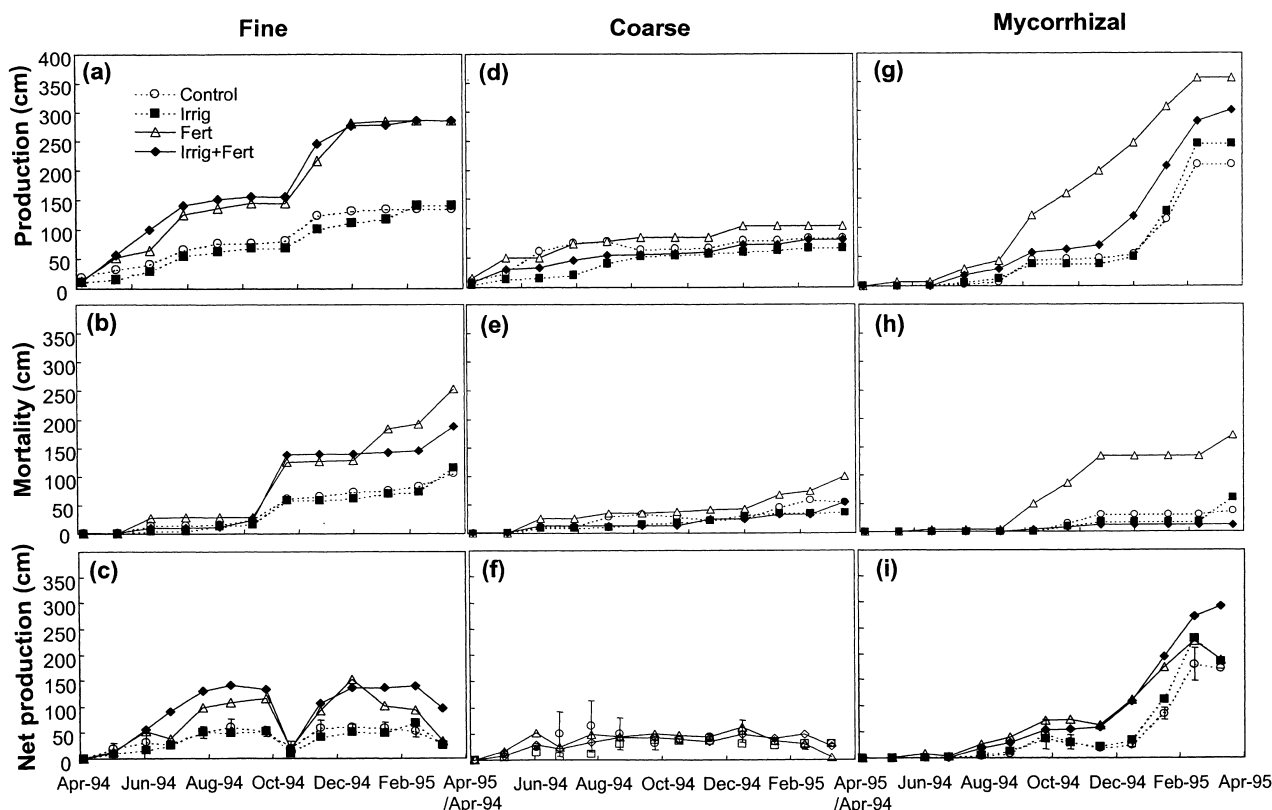 Fine
Coarse
Mycorrhizal
Production (cm)
400
350
300
250
200
150
100
50
0
(a)
Control
Irrig
Fert
Irrig+Fert
(d)
(g)
Mortality (cm)
350
300
250
200
150
100
50
0
(b)
(e)
(h)
Net production (cm)
350
300
250
200
150
100
50
0
(c)
(f)
(i)
Apr-94 Jun-94 Aug-94 Oct-94 Dec-94 Feb-95 Apr-95 Jun-94 Aug-94 Oct-94 Dec-94 Feb-95 Apr-95 Jun-94 Aug-94 Oct-94 Dec-94 Feb-95 Apr-95
/Apr-94 /Apr-94